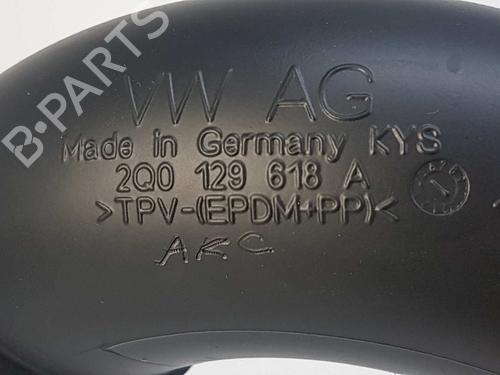 B-PARTS
VW AG
Made in Germany KYS
2Q0 129 618 A
>TPV-(EPDM+PP)<
AKC